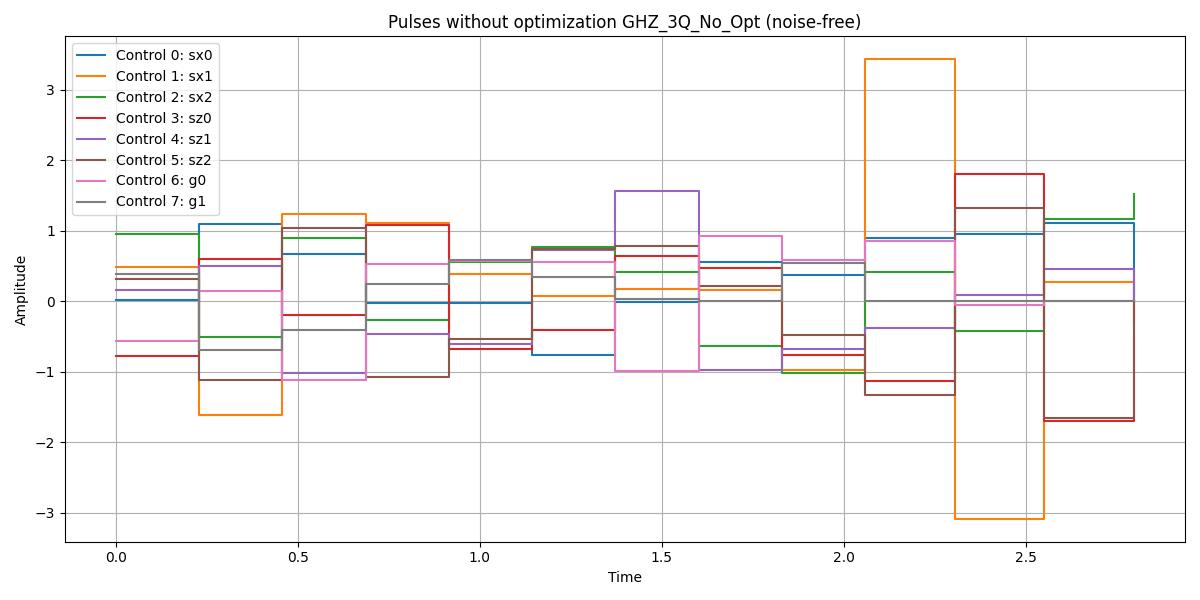 Pulses without optimization GHZ_3Q_No_Opt (noise-free)
Control 0: sx0
Control 1: sx1
Control 2: sx2
Control 3: sz0
Control 4: sz1
Control 5: sz2
Control 6: g0
Control 7: g1
3
2
1
0
−1
−2
−3
Amplitude
0.0 0.5 1.0 1.5 2.0 2.5
Time